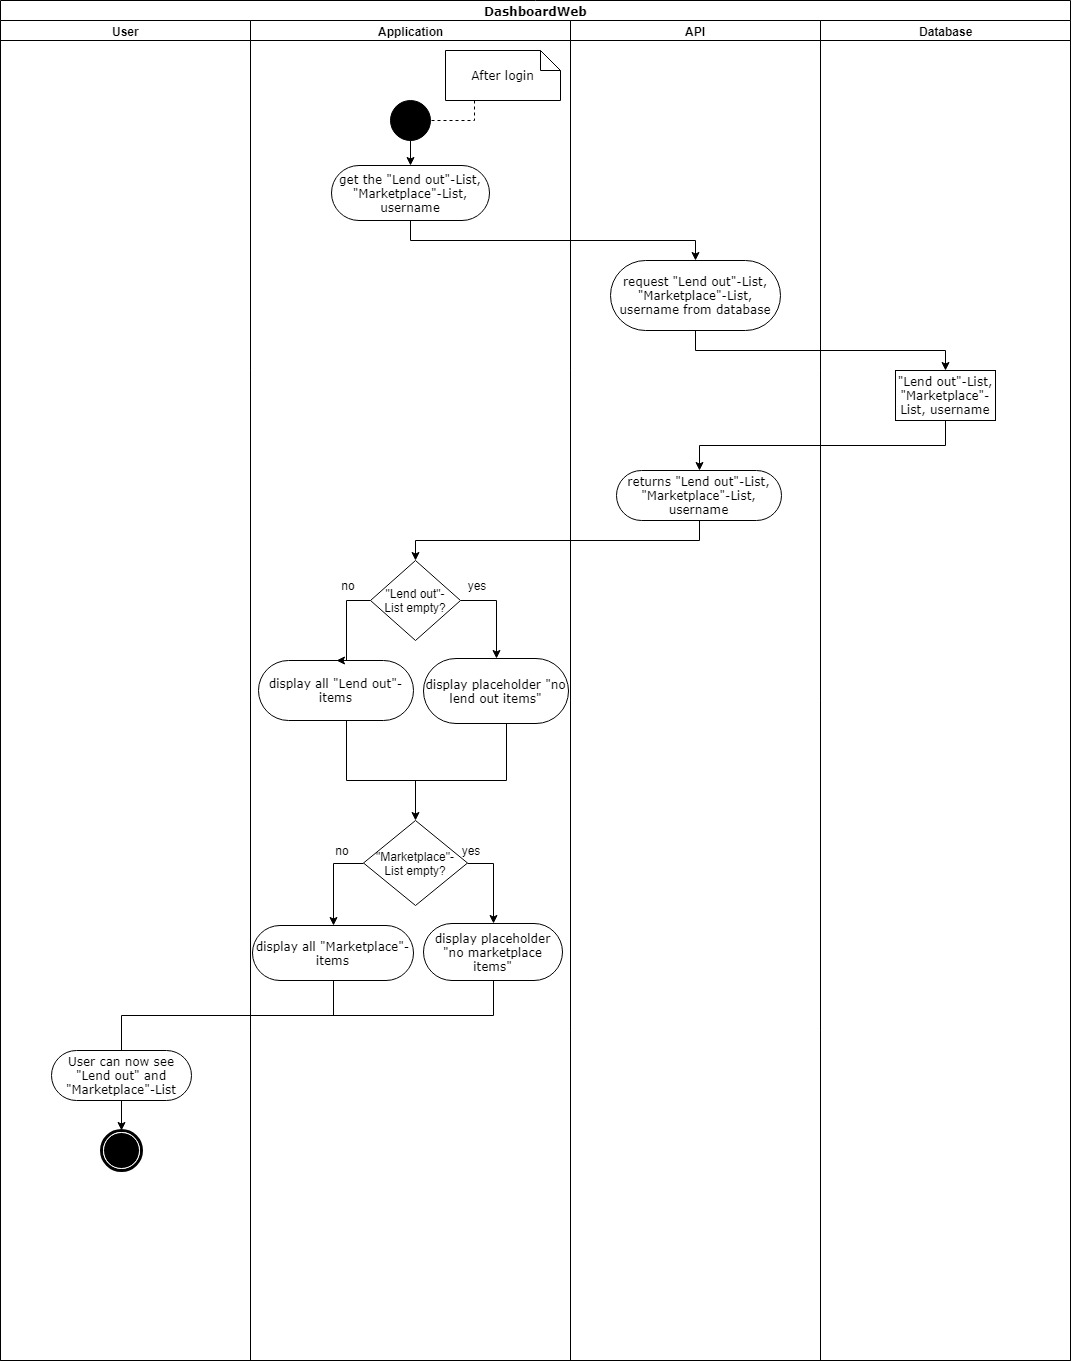 DashboardWeb
User
Application
API
Database
After login
get the "Lend out"-List,
"Marketplace"-List,
username
request "Lend out"-List,
"Marketplace"-List,
username from database
"Lend out"-List,
"Marketplace"-
List, username
returns "Lend out"-List,
"Marketplace"-List,
username
no
yes
"Lend out"-
List empty?
display all "Lend out"-
items
display placeholder "no
lend out items"
no
yes
"Marketplace"-
List empty?
display all "Marketplace"-
items
display placeholder
"no marketplace
items"
User can now see
"Lend out" and
"Marketplace"-List